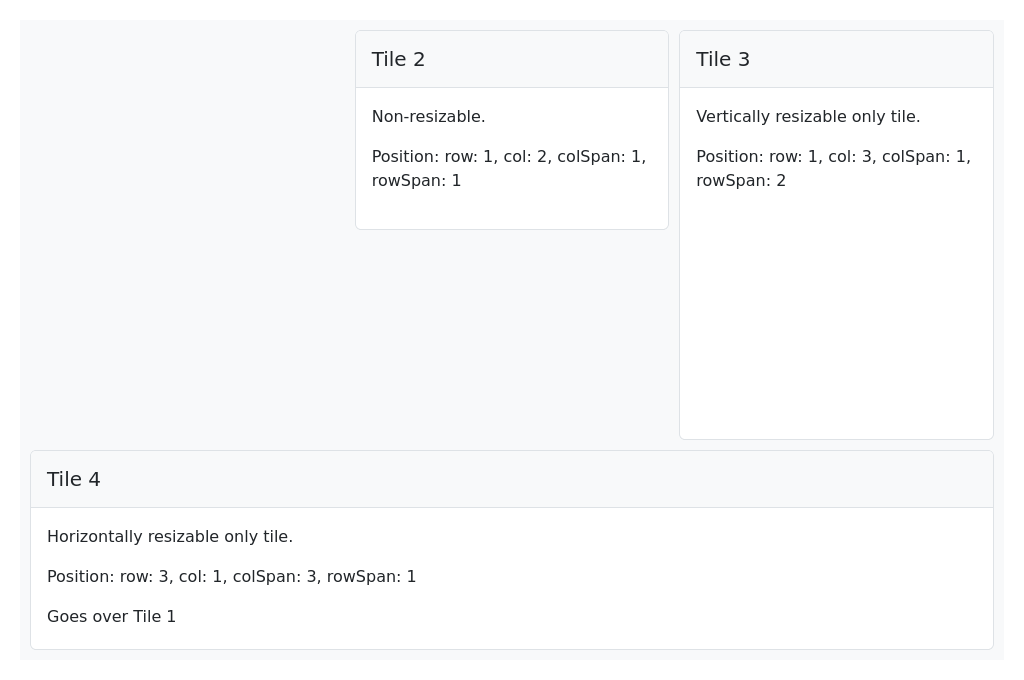 Tile 2
Non-resizable.
Position: row: 1, col: 2, colSpan: 1,
rowSpan: 1
Tile 3
Vertically resizable only tile.
Position: row: 1, col: 3, colSpan: 1,
rowSpan: 2
Tile 4
Horizontally resizable only tile.
Position: row: 3, col: 1, colSpan: 3, rowSpan: 1
Goes over Tile 1